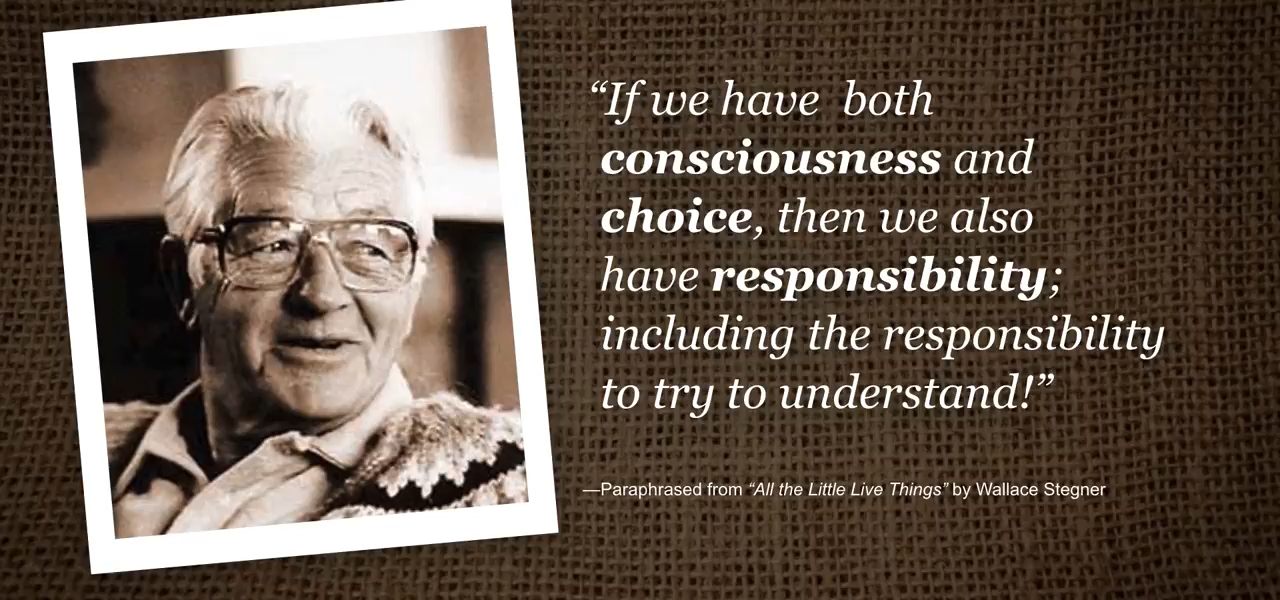 “If we have both
consciousness and
choice, then we also
have responsibility;
including the responsibility
to try to understand!”
—Paraphrased from “All the Little Live Things” by Wallace Stegner